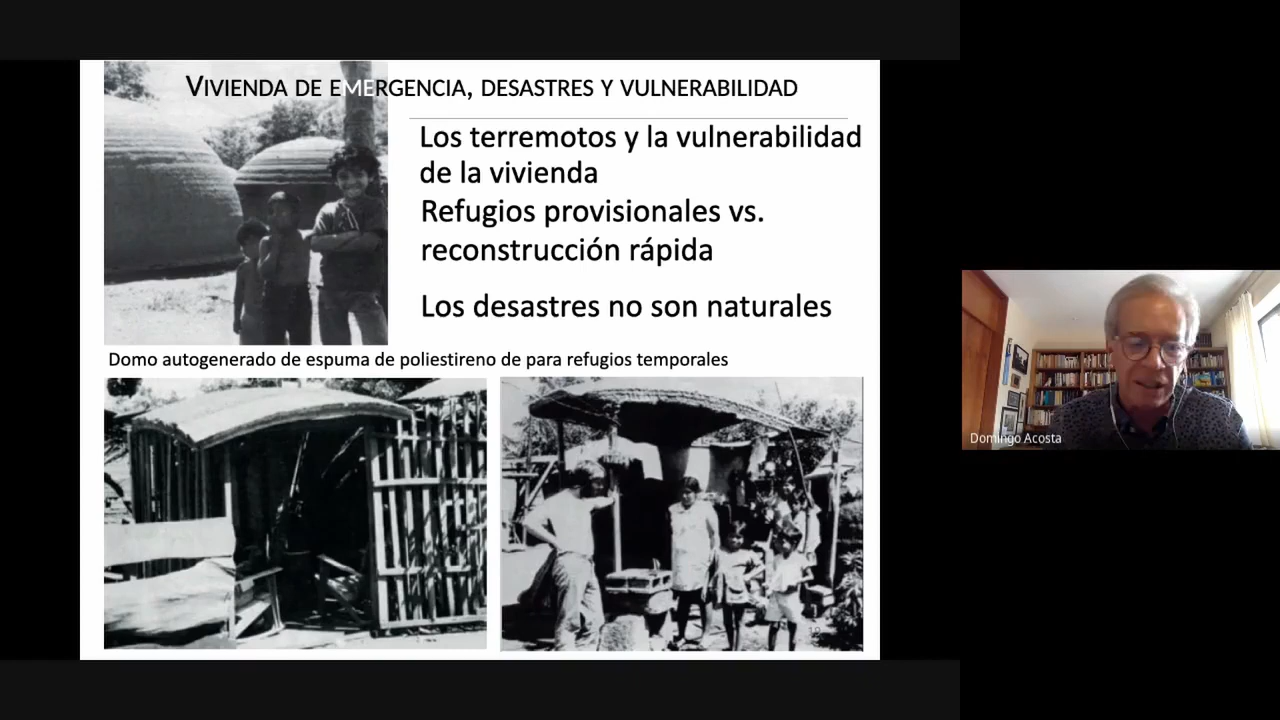 VIVIENDA DE EMERGENCIA, DESASTRES Y VULNERABILIDAD
Los terremotos y la vulnerabilidad
de la vivienda
Refugios provisionales vs.
reconstrucción rápida
Los desastres no son naturales
Domo autogenerado de espuma de poliestireno de para refugios temporales
Domingo Acosta